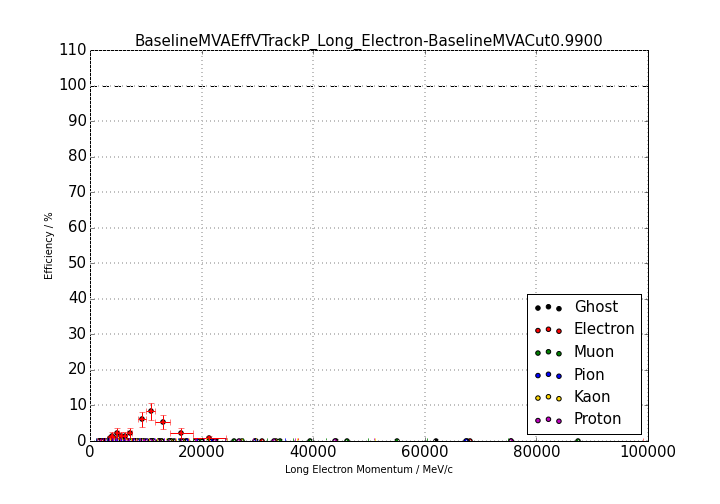 BaselineMVAEffVTrackP_Long_Electron-BaselineMVACut0.9900
110
100
90
80
70
60
50
40
30
20
10
0
Efficiency / %
Ghost
Electron
Muon
Pion
Kaon
Proton
0 20000 40000 60000 80000 100000
Long Electron Momentum / MeV/c